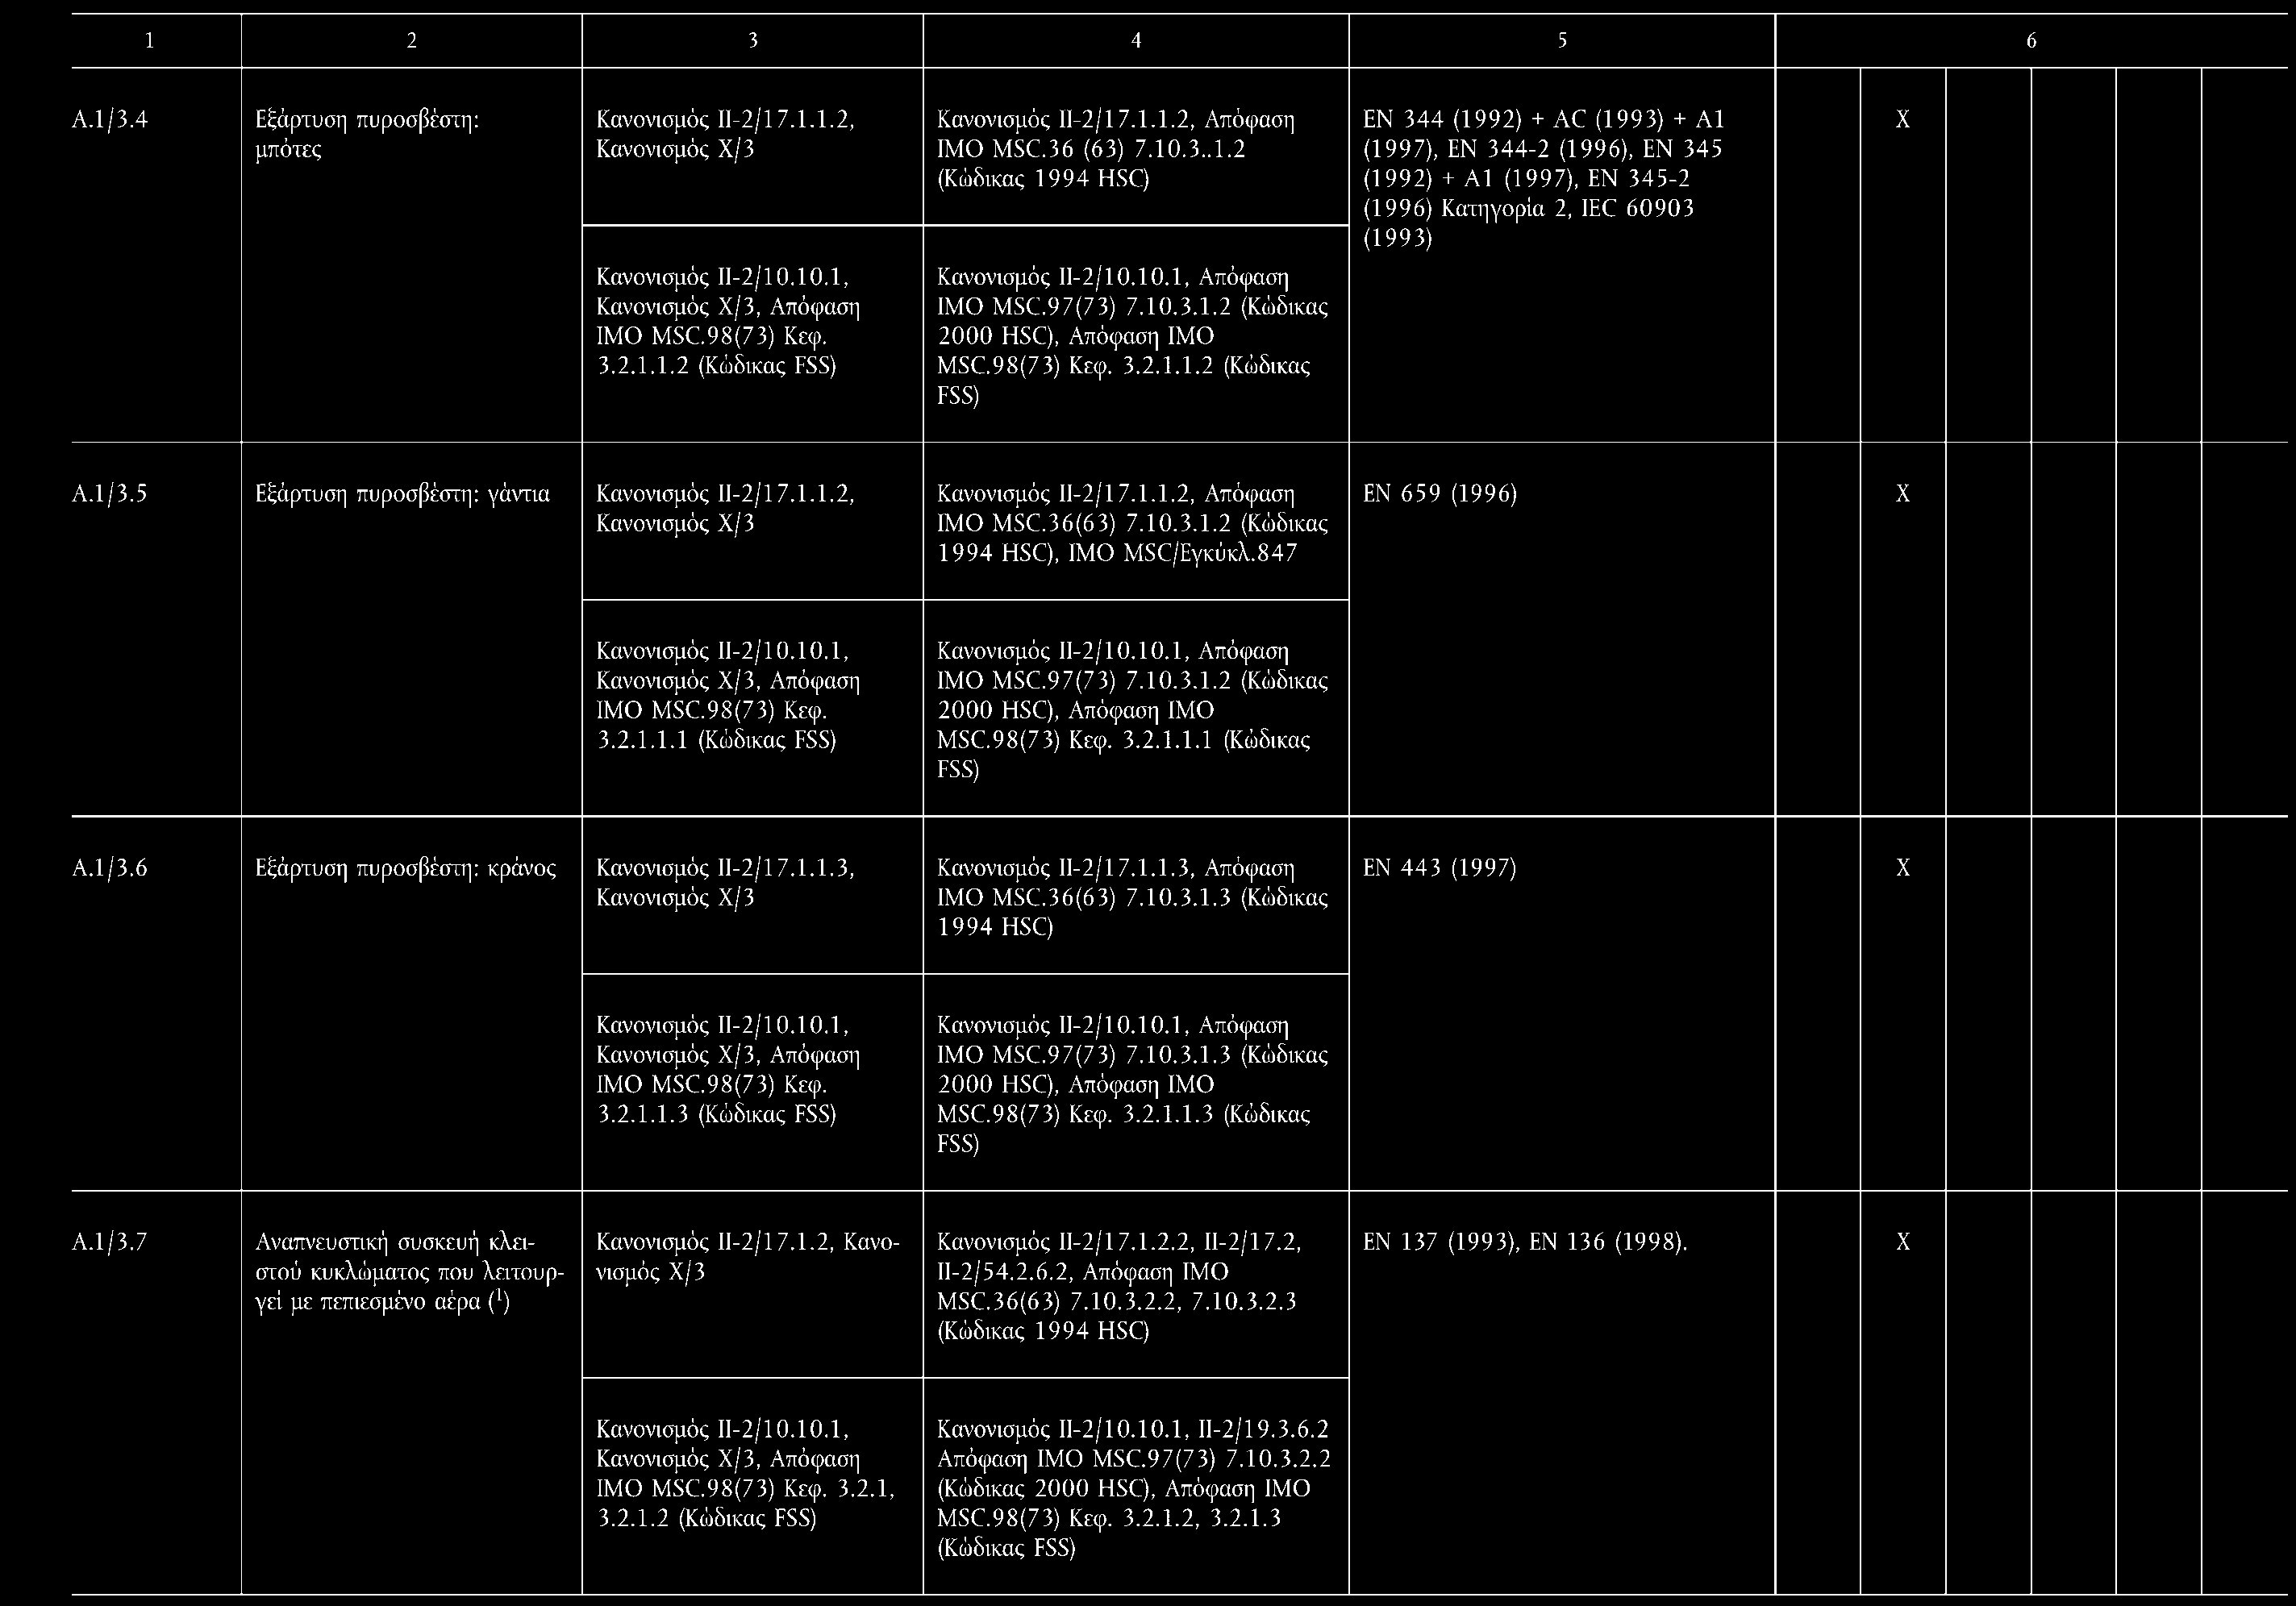 1 2 3 4 5 6
A.1/3.4
Εξάρτυση πυροσβέστη:
μπότες
Κανονισμός II-2/17.1.1.2,
Κανονισμός X/3
Κανονισμός II-2/17.1.1.2, Απόφαση
IMO MSC.36 (63) 7.10.3..1.2
(Κώδικας 1994 HSC)
EN 344 (1992) + AC (1993) + A1
(1997), EN 344-2 (1996), EN 345
(1992) + A1 (1997), EN 345-2
(1996) Κατηγορία 2, IEC 60903
(1993)
X
Κανονισμός II-2/10.10.1,
Κανονισμός X/3, Απόφαση
IMO MSC.98(73) Κεφ.
3.2.1.1.2 (Κώδικας FSS)
Κανονισμός II-2/10.10.1, Απόφαση
IMO MSC.97(73) 7.10.3.1.2 (Κώδικας
2000 HSC), Απόφαση IMO
MSC.98(73) Κεφ. 3.2.1.1.2 (Κώδικας
FSS)
A.1/3.5
Εξάρτυση πυροσβέστη: γάντια
Κανονισμός II-2/17.1.1.2,
Κανονισμός X/3
Κανονισμός II-2/17.1.1.2, Απόφαση
IMO MSC.36(63) 7.10.3.1.2 (Κώδικας
1994 HSC), IMO MSC/Εγκύκλ.847
EN 659 (1996)
X
Κανονισμός II-2/10.10.1,
Κανονισμός X/3, Απόφαση
IMO MSC.98(73) Κεφ.
3.2.1.1.1 (Κώδικας FSS)
Κανονισμός II-2/10.10.1, Απόφαση
IMO MSC.97(73) 7.10.3.1.2 (Κώδικας
2000 HSC), Απόφαση IMO
MSC.98(73) Κεφ. 3.2.1.1.1 (Κώδικας
FSS)
A.1/3.6
Εξάρτυση πυροσβέστη: κράνος
Κανονισμός II-2/17.1.1.3,
Κανονισμός X/3
Κανονισμός II-2/17.1.1.3, Απόφαση
IMO MSC.36(63) 7.10.3.1.3 (Κώδικας
1994 HSC)
EN 443 (1997)
X
Κανονισμός II-2/10.10.1,
Κανονισμός X/3, Απόφαση
IMO MSC.98(73) Κεφ.
3.2.1.1.3 (Κώδικας FSS)
Κανονισμός II-2/10.10.1, Απόφαση
IMO MSC.97(73) 7.10.3.1.3 (Κώδικας
2000 HSC), Απόφαση IMO
MSC.98(73) Κεφ. 3.2.1.1.3 (Κώδικας
FSS)
A.1/3.7
Αναπνευστική συσκευή κλει-
στού κυκλώματος που λειτουρ-
γεί με πεπιεσμένο αέρα (¹)
Κανονισμός II-2/17.1.2, Κανο-
νισμός X/3
Κανονισμός II-2/17.1.2.2, II-2/17.2,
II-2/54.2.6.2, Απόφαση IMO
MSC.36(63) 7.10.3.2.2, 7.10.3.2.3
(Κώδικας 1994 HSC)
EN 137 (1993), EN 136 (1998).
X
Κανονισμός II-2/10.10.1,
Κανονισμός X/3, Απόφαση
IMO MSC.98(73) Κεφ. 3.2.1,
3.2.1.2 (Κώδικας FSS)
Κανονισμός II-2/10.10.1, II-2/19.3.6.2
Απόφαση IMO MSC.97(73) 7.10.3.2.2
(Κώδικας 2000 HSC), Απόφαση IMO
MSC.98(73) Κεφ. 3.2.1.2, 3.2.1.3
(Κώδικας FSS)